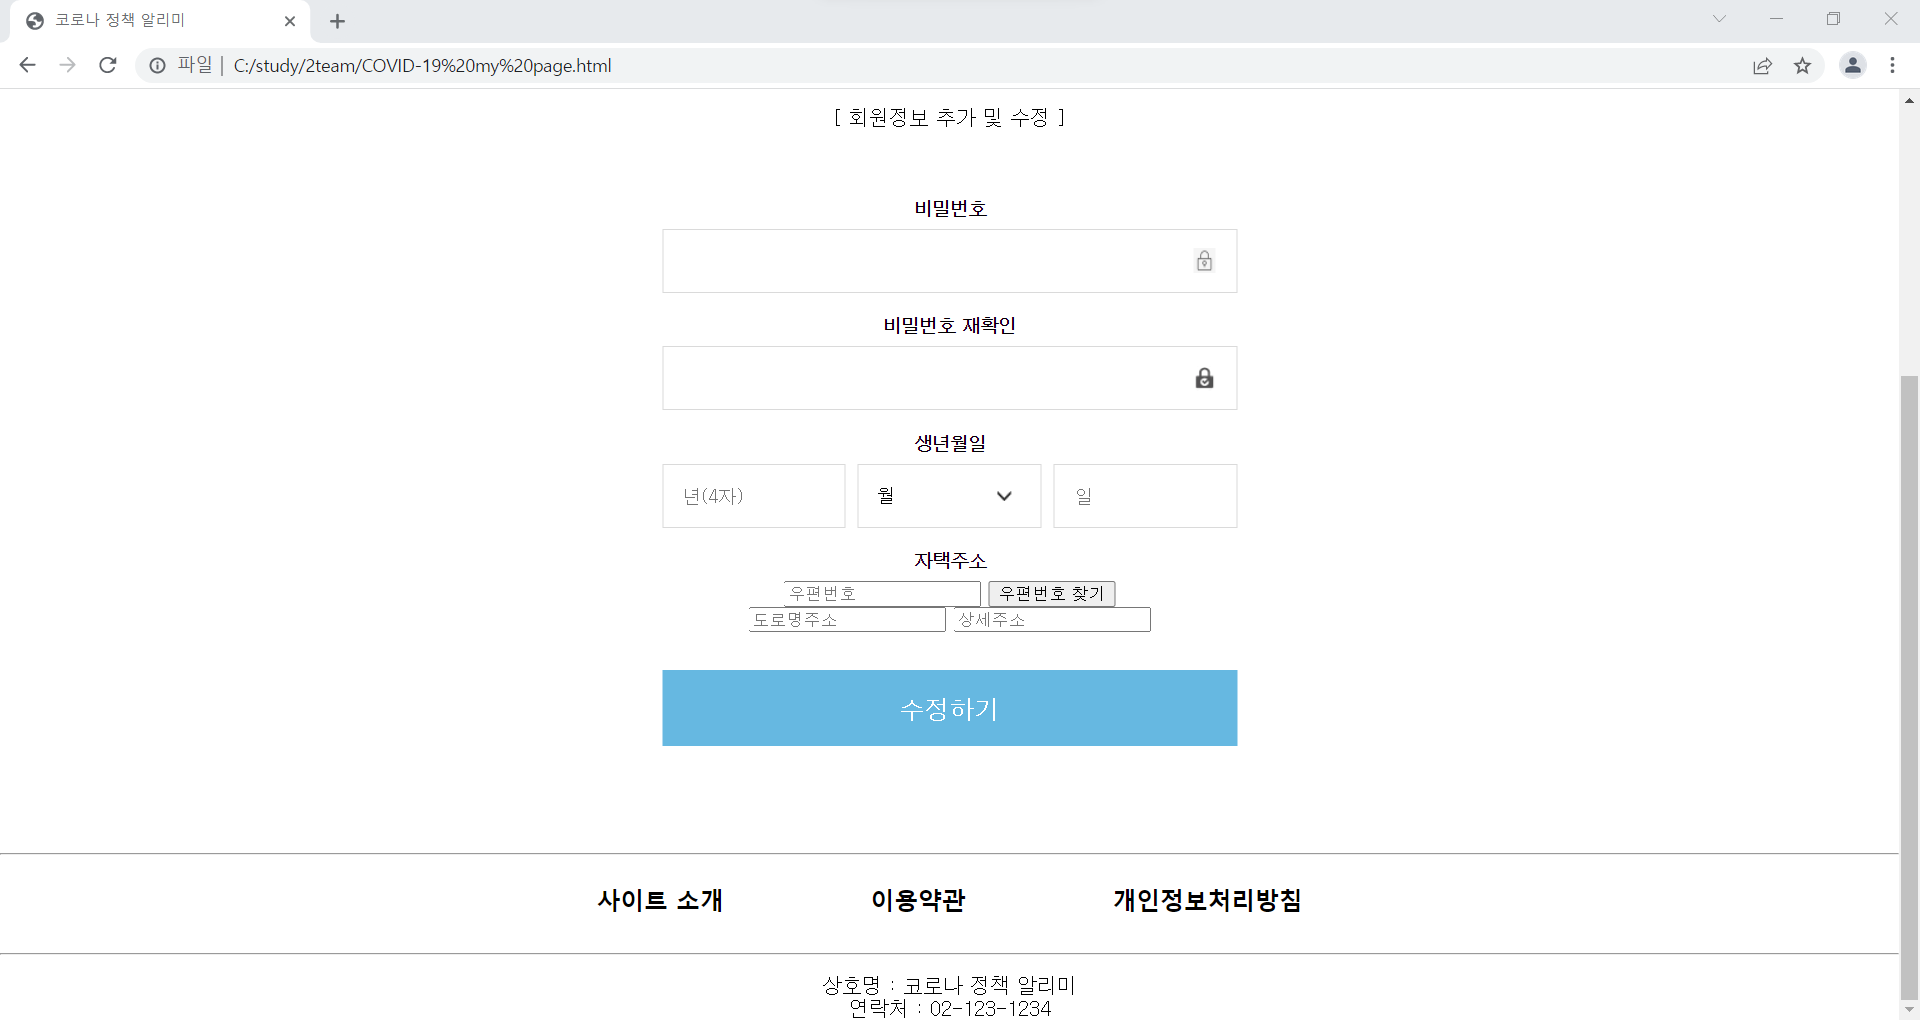 코로나 정책 알리미
파일 | C:/study/2team/COVID-19%20my%20page.html
[ 회원정보 추가 및 수정 ]
비밀번호
비밀번호 재확인
생년월일
년(4자) 월 일
자택주소
우편번호 우편번호 찾기
도로명주소 상세주소
수정하기
사이트 소개 이용약관 개인정보처리방침
상호명 : 코로나 정책 알리미
연락처 : 02-123-1234